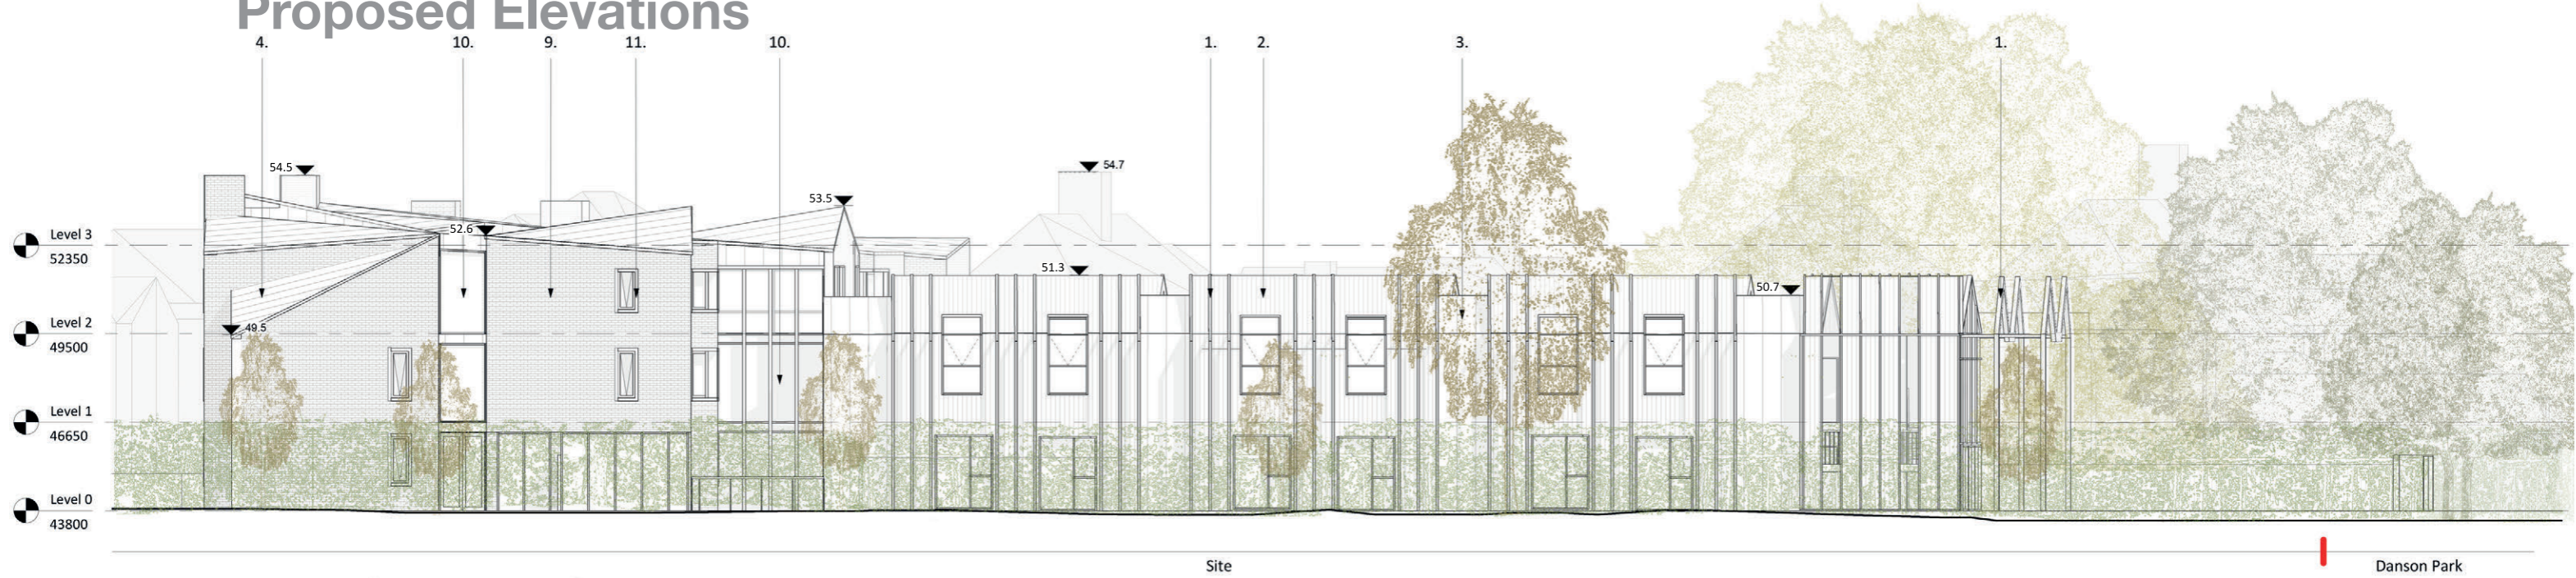 Proposed Elevations
4. 10. 9. 11. 10. 1. 2. 3. 1.
54.5
54.7
53.5
52.6
Level 3
52350
51.3
50.7
49.5
Level 2
49500
Level 1
46650
Level 0
43800
Site
Danson Park